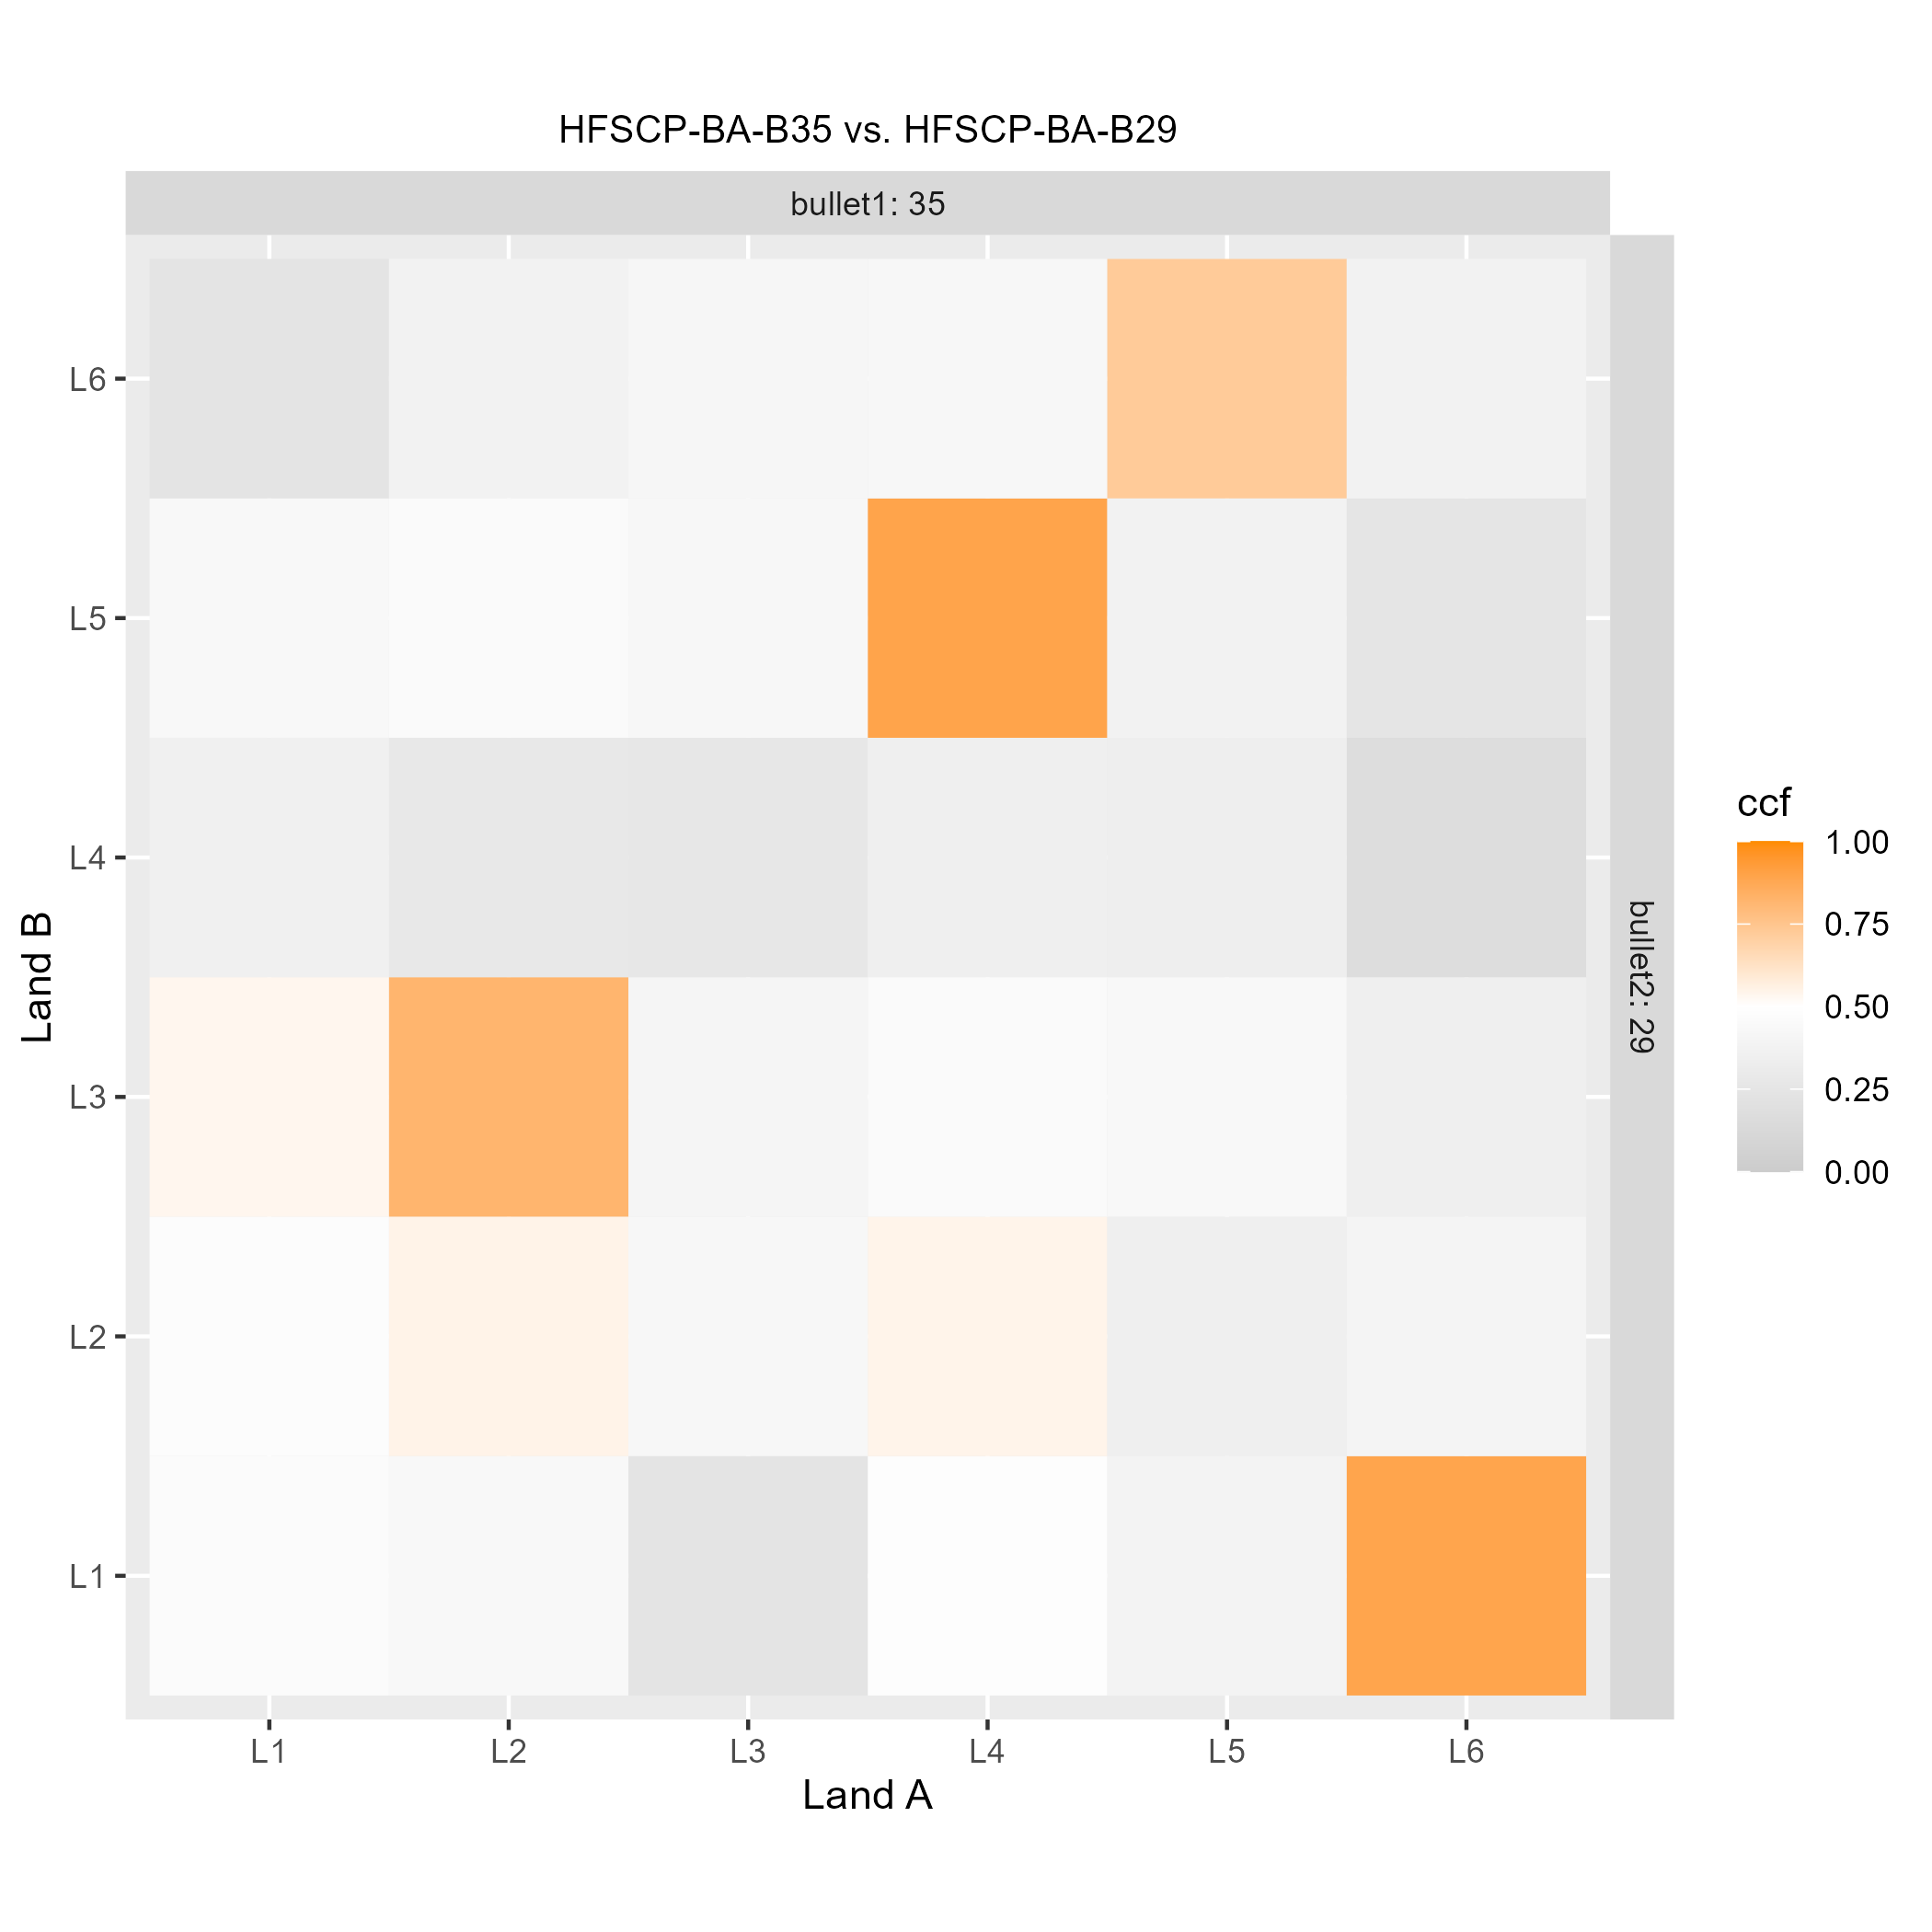 HFSCP-BA-B35 vs. HFSCP-BA-B29
bullet1: 35
L6
L5
L4
L3
L2
L1
Land B
bullet2: 29
L1
L2
L3
L4
L5
L6
Land A
ccf
1.00
0.75
0.50
0.25
0.00